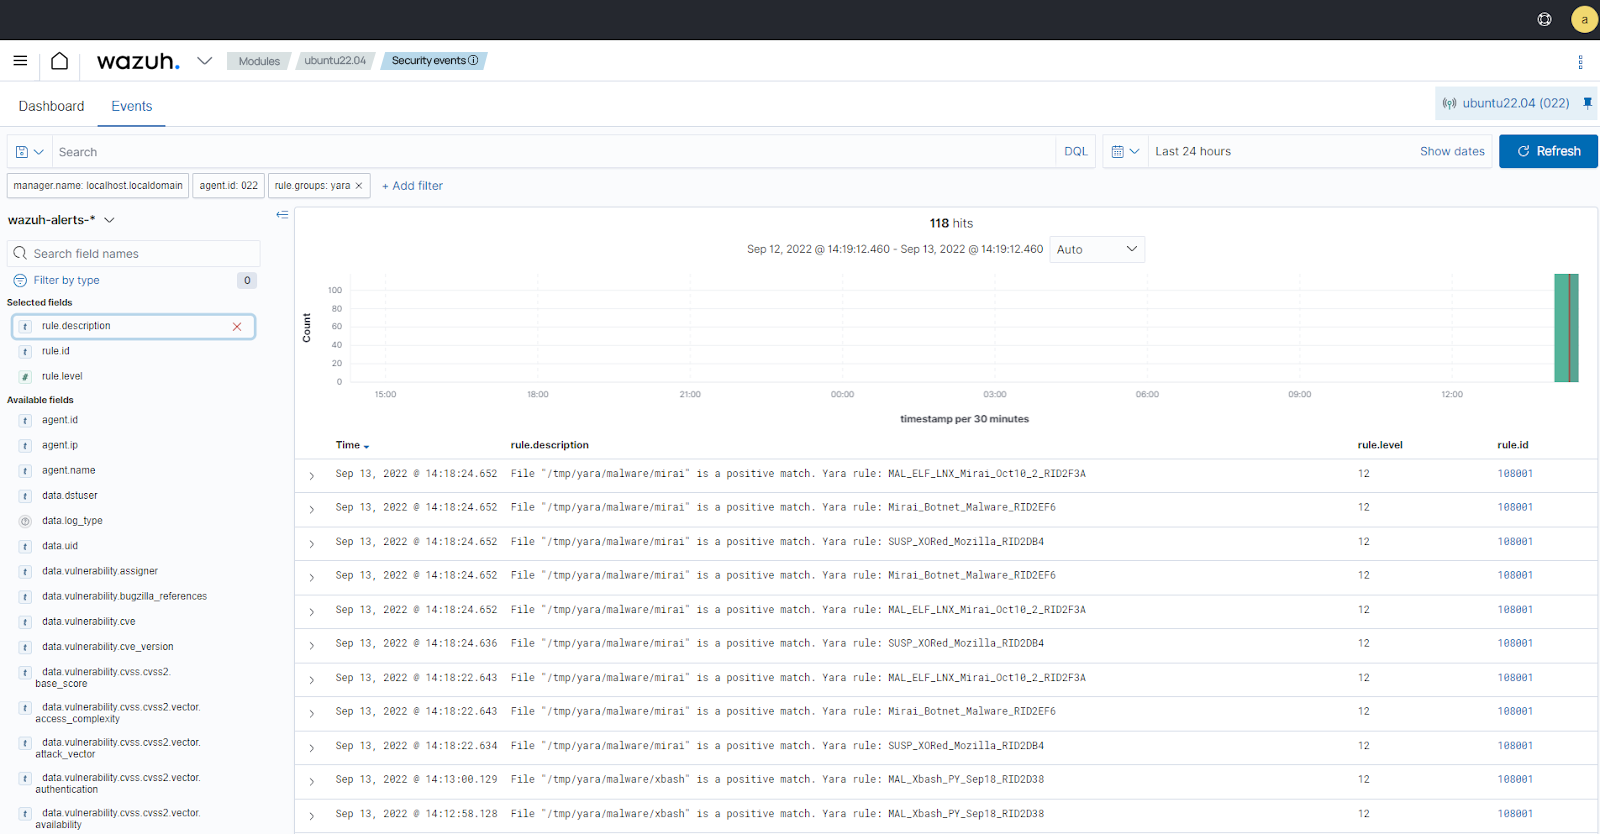 a
wazuh. Modules ubuntu22.04 Security events
Dashboard Events ubuntu22.04 (022)
Search DQL Last 24 hours Show dates Refresh
manager.name: localhost.localdomain agent.id: 022 rule.groups: yara × + Add filter
wazuh-alerts-*
Search field names
Filter by type 0
Selected fields
t rule.description
t rule.id
# rule.level
Available fields
t agent.id
t agent.ip
t agent.name
t data.dstuser
data.log_type
t data.uid
t data.vulnerability.assigner
t data.vulnerability.bugzilla_references
t data.vulnerability.cve
t data.vulnerability.cve_version
t data.vulnerability.cvss.cvss2.
base_score
t data.vulnerability.cvss.cvss2.vector.
access_complexity
t data.vulnerability.cvss.cvss2.vector.
attack_vector
t data.vulnerability.cvss.cvss2.vector.
authentication
t data.vulnerability.cvss.cvss2.vector.
availability
118 hits
Sep 12, 2022 @ 14:19:12.460 - Sep 13, 2022 @ 14:19:12.460 Auto
Count
100
80
60
40
20
0
15:00 18:00 21:00 00:00 03:00 06:00 09:00 12:00
timestamp per 30 minutes
Time rule.description rule.level rule.id
Sep 13, 2022 @ 14:18:24.652 File "/tmp/yara/malware/mirai" is a positive match. Yara rule: MAL_ELF_LNX_Mirai_Oct10_2_RID2F3A 12 108001
Sep 13, 2022 @ 14:18:24.652 File "/tmp/yara/malware/mirai" is a positive match. Yara rule: Mirai_Botnet_Malware_RID2EF6 12 108001
Sep 13, 2022 @ 14:18:24.652 File "/tmp/yara/malware/mirai" is a positive match. Yara rule: SUSP_XORed_Mozilla_RID2DB4 12 108001
Sep 13, 2022 @ 14:18:24.652 File "/tmp/yara/malware/mirai" is a positive match. Yara rule: Mirai_Botnet_Malware_RID2EF6 12 108001
Sep 13, 2022 @ 14:18:24.652 File "/tmp/yara/malware/mirai" is a positive match. Yara rule: MAL_ELF_LNX_Mirai_Oct10_2_RID2F3A 12 108001
Sep 13, 2022 @ 14:18:24.636 File "/tmp/yara/malware/mirai" is a positive match. Yara rule: SUSP_XORed_Mozilla_RID2DB4 12 108001
Sep 13, 2022 @ 14:18:22.643 File "/tmp/yara/malware/mirai" is a positive match. Yara rule: MAL_ELF_LNX_Mirai_Oct10_2_RID2F3A 12 108001
Sep 13, 2022 @ 14:18:22.643 File "/tmp/yara/malware/mirai" is a positive match. Yara rule: Mirai_Botnet_Malware_RID2EF6 12 108001
Sep 13, 2022 @ 14:18:22.634 File "/tmp/yara/malware/mirai" is a positive match. Yara rule: SUSP_XORed_Mozilla_RID2DB4 12 108001
Sep 13, 2022 @ 14:13:00.129 File "/tmp/yara/malware/xbash" is a positive match. Yara rule: MAL_Xbash_PY_Sep18_RID2D38 12 108001
Sep 13, 2022 @ 14:12:58.128 File "/tmp/yara/malware/xbash" is a positive match. Yara rule: MAL_Xbash_PY_Sep18_RID2D38 12 108001